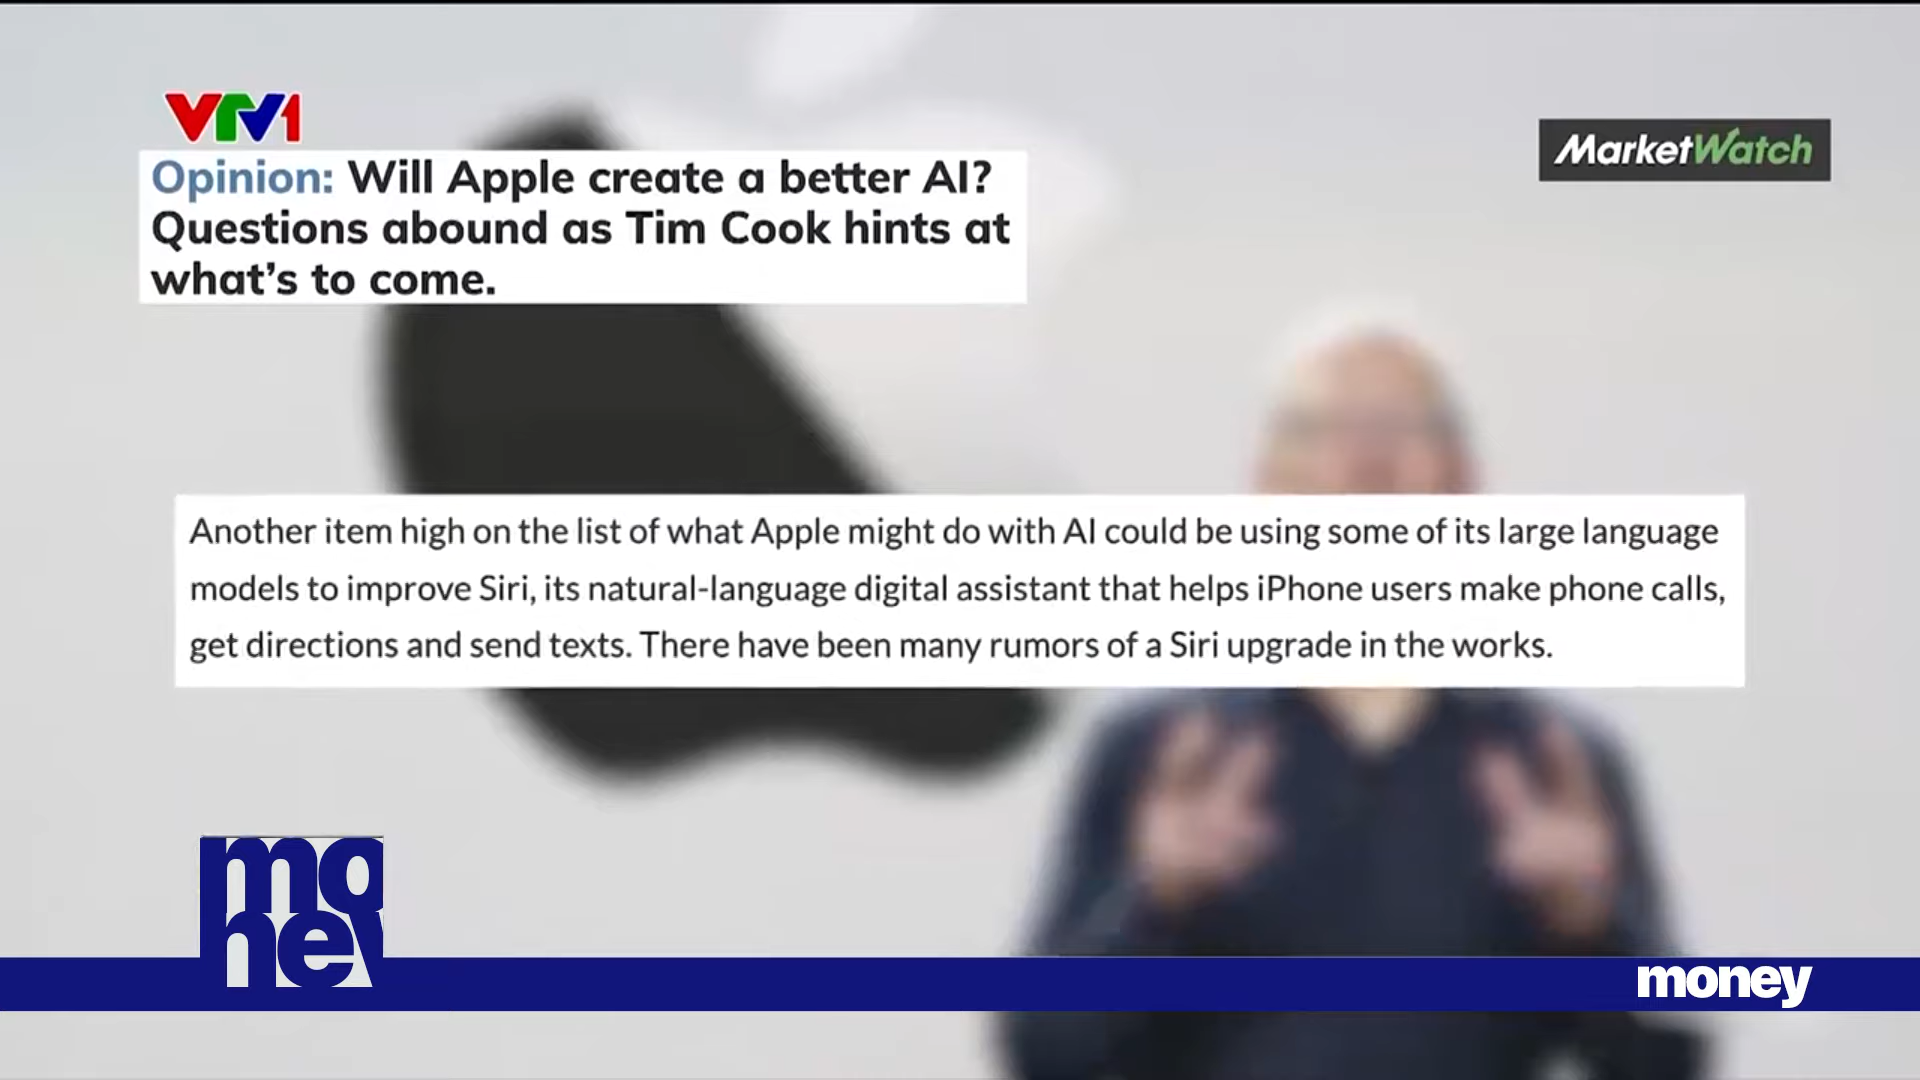 VTV1
MarketWatch
Opinion: Will Apple create a better AI?
Questions abound as Tim Cook hints at
what's to come.
Another item high on the list of what Apple might do with AI could be using some of its large language
models to improve Siri, its natural-language digital assistant that helps iPhone users make phone calls,
get directions and send texts. There have been many rumors of a Siri upgrade in the works.
mo
ney
money